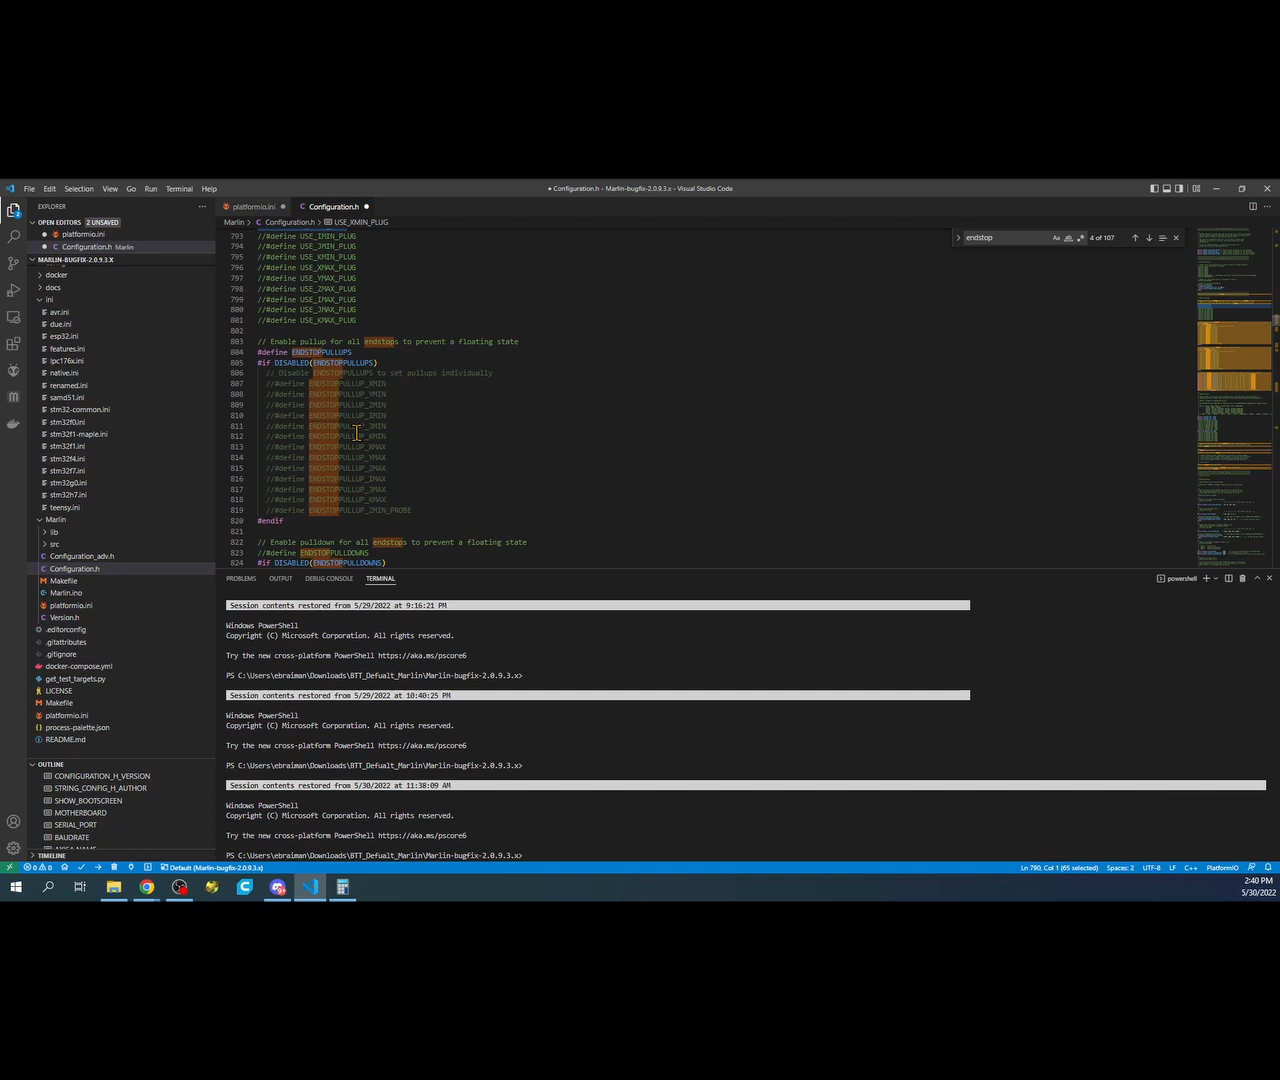 File Edit Selection View Go Run Terminal Help
● Configuration.h - Marlin-bugfix-2.0.9.3.x - Visual Studio Code
EXPLORER
OPEN EDITORS 2 UNSAVED
platformio.ini
Configuration.h Marlin
MARLIN-BUGFIX-2.0.9.3.X
docker
docs
ini
avr.ini
due.ini
esp32.ini
features.ini
lpc176x.ini
native.ini
renamed.ini
samd51.ini
stm32-common.ini
stm32f0.ini
stm32f1-maple.ini
stm32f1.ini
stm32f4.ini
stm32f7.ini
stm32g0.ini
stm32h7.ini
teensy.ini
Marlin
lib
src
Configuration_adv.h
Configuration.h
Makefile
Marlin.ino
platformio.ini
Version.h
.editorconfig
.gitattributes
.gitignore
docker-compose.yml
get_test_targets.py
LICENSE
Makefile
platformio.ini
process-palette.json
README.md
OUTLINE
CONFIGURATION_H_VERSION
STRING_CONFIG_H_AUTHOR
SHOW_BOOTSCREEN
MOTHERBOARD
SERIAL_PORT
BAUDRATE
TIMELINE
platformio.ini Configuration.h
Marlin > C Configuration.h > USE_XMIN_PLUG
endstop Aa ab 4 of 107
793 //#define USE_IMIN_PLUG
794 //#define USE_JMIN_PLUG
795 //#define USE_KMIN_PLUG
796 //#define USE_XMAX_PLUG
797 //#define USE_YMAX_PLUG
798 //#define USE_ZMAX_PLUG
799 //#define USE_IMAX_PLUG
800 //#define USE_JMAX_PLUG
801 //#define USE_KMAX_PLUG
802
803 // Enable pullup for all endstops to prevent a floating state
804 #define ENDSTOPPULLUPS
805 #if DISABLED(ENDSTOPPULLUPS)
806 // Disable ENDSTOPPULLUPS to set pullups individually
807 //#define ENDSTOPPULLUP_XMIN
808 //#define ENDSTOPPULLUP_YMIN
809 //#define ENDSTOPPULLUP_ZMIN
810 //#define ENDSTOPPULLUP_IMIN
811 //#define ENDSTOPPULLUP_JMIN
812 //#define ENDSTOPPULLUP_KMIN
813 //#define ENDSTOPPULLUP_XMAX
814 //#define ENDSTOPPULLUP_YMAX
815 //#define ENDSTOPPULLUP_ZMAX
816 //#define ENDSTOPPULLUP_IMAX
817 //#define ENDSTOPPULLUP_JMAX
818 //#define ENDSTOPPULLUP_KMAX
819 //#define ENDSTOPPULLUP_ZMIN_PROBE
820 #endif
821
822 // Enable pulldown for all endstops to prevent a floating state
823 //#define ENDSTOPPULLDOWNS
824 #if DISABLED(ENDSTOPPULLDOWNS)
PROBLEMS OUTPUT DEBUG CONSOLE TERMINAL
powershell
Session contents restored from 5/29/2022 at 9:16:21 PM
Windows PowerShell
Copyright (C) Microsoft Corporation. All rights reserved.
Try the new cross-platform PowerShell https://aka.ms/pscore6
PS C:\Users\ebraiman\Downloads\BTT_Defualt_Marlin\Marlin-bugfix-2.0.9.3.x>
Session contents restored from 5/29/2022 at 10:40:25 PM
Windows PowerShell
Copyright (C) Microsoft Corporation. All rights reserved.
Try the new cross-platform PowerShell https://aka.ms/pscore6
PS C:\Users\ebraiman\Downloads\BTT_Defualt_Marlin\Marlin-bugfix-2.0.9.3.x>
Session contents restored from 5/30/2022 at 11:38:09 AM
Windows PowerShell
Copyright (C) Microsoft Corporation. All rights reserved.
Try the new cross-platform PowerShell https://aka.ms/pscore6
PS C:\Users\ebraiman\Downloads\BTT_Defualt_Marlin\Marlin-bugfix-2.0.9.3.x>
0 0 Default (Marlin-bugfix-2.0.9.3.x) Ln 790, Col 1 (65 selected) Spaces: 2 UTF-8 LF C++ PlatformIO
2:40 PM
5/30/2022